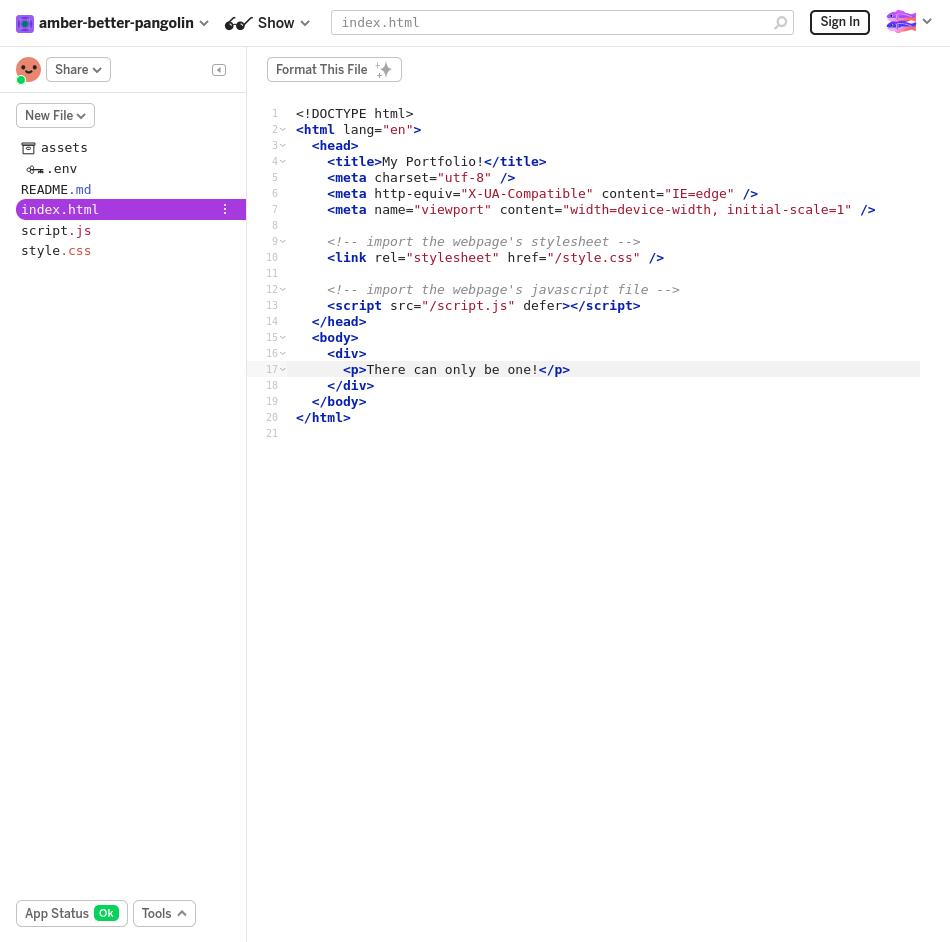 amber-better-pangolin Show index.html Sign In
Share Format This File
New File
assets
.env
README.md
index.html
script.js
style.css
1 <!DOCTYPE html>
2 <html lang="en">
3   <head>
4     <title>My Portfolio!</title>
5     <meta charset="utf-8" />
6     <meta http-equiv="X-UA-Compatible" content="IE=edge" />
7     <meta name="viewport" content="width=device-width, initial-scale=1" />
8
9     <!-- import the webpage's stylesheet -->
10     <link rel="stylesheet" href="/style.css" />
11
12     <!-- import the webpage's javascript file -->
13     <script src="/script.js" defer></script>
14   </head>
15   <body>
16     <div>
17       <p>There can only be one!</p>
18     </div>
19   </body>
20 </html>
21
App Status Ok Tools